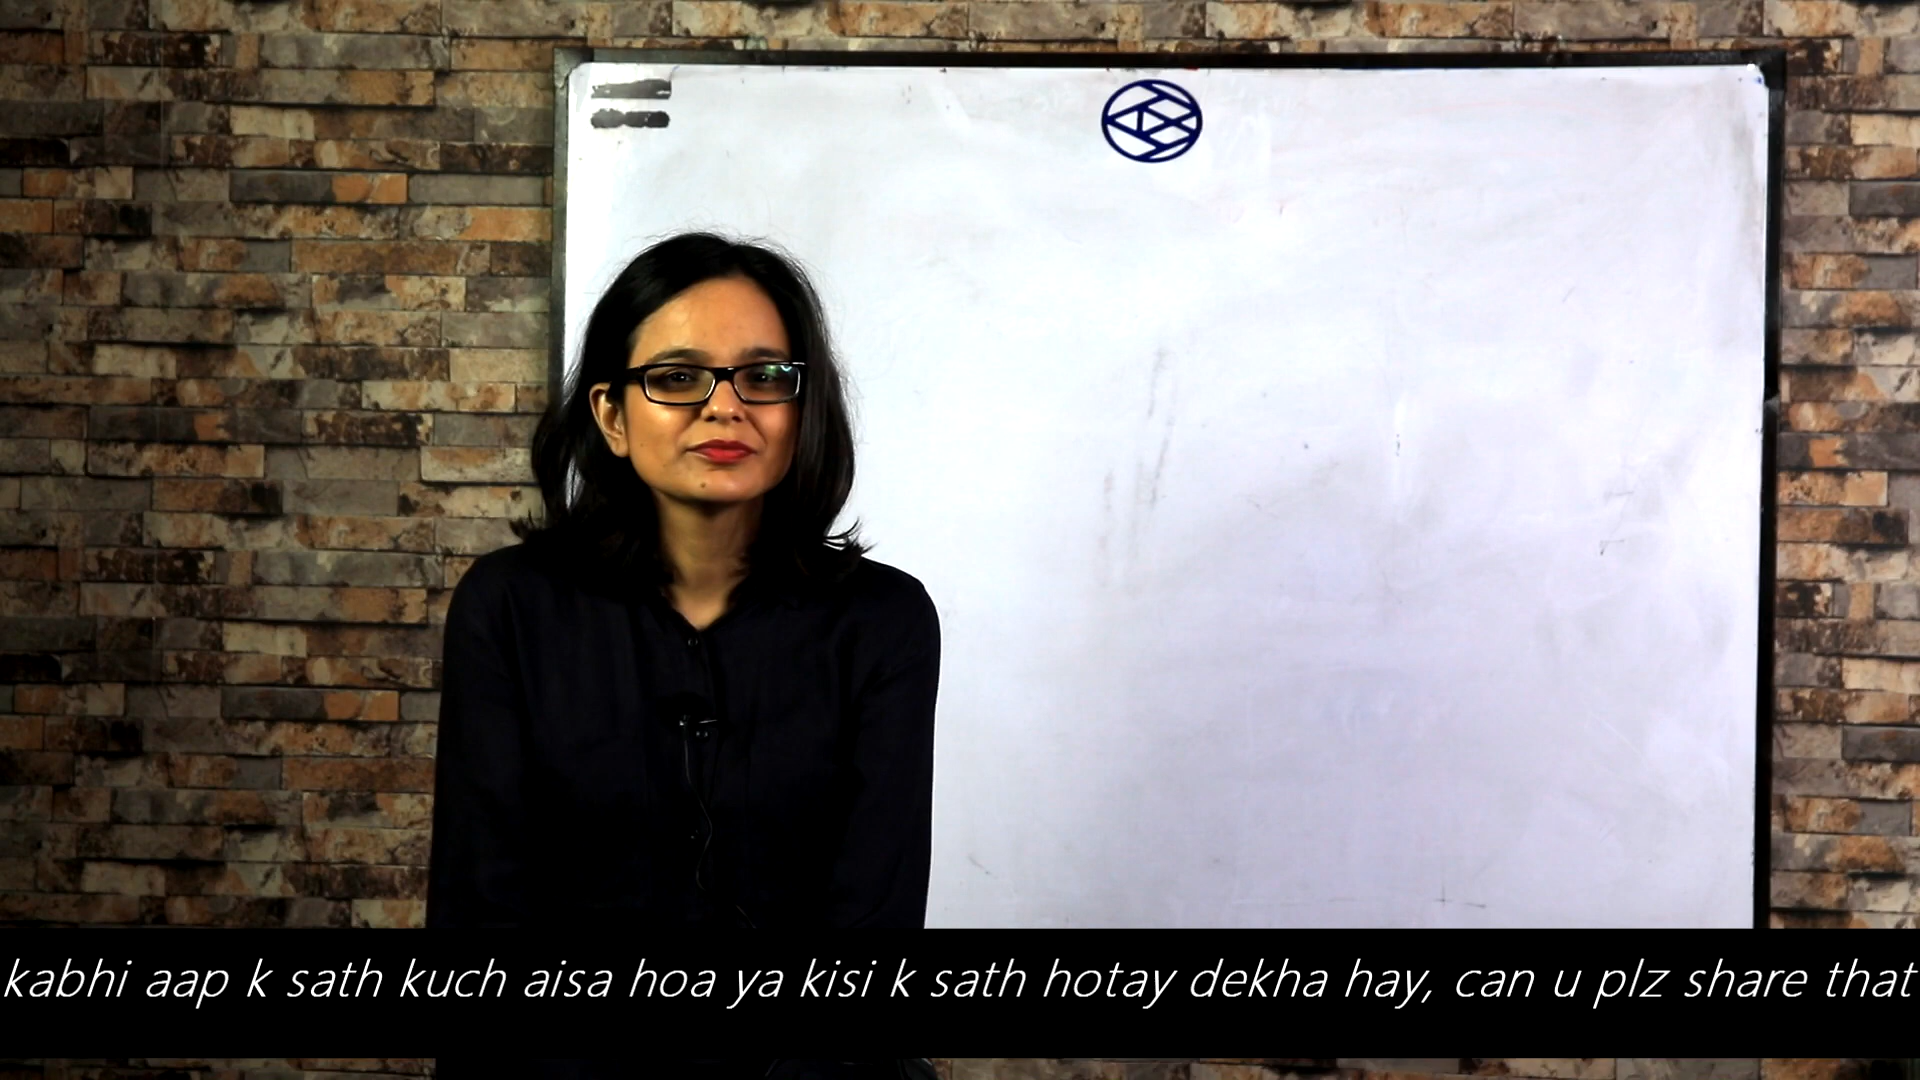 kabhi aap k sath kuch aisa hoa ya kisi k sath hotay dekha hay, can u plz share that